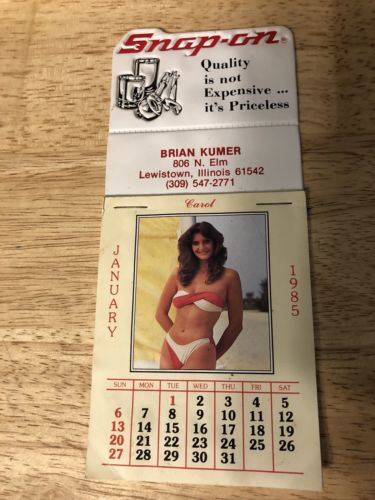 Snap-on®
Quality
is not
Expensive ...
it's Priceless
BRIAN KUMER
806 N. Elm
Lewistown, Illinois 61542
(309) 547-2771
Carol
JANUARY
1985
SUN MON TUE WED THU FRI SAT
1 2 3 4 5
6 7 8 9 10 11 12
13 14 15 16 17 18 19
20 21 22 23 24 25 26
27 28 29 30 31